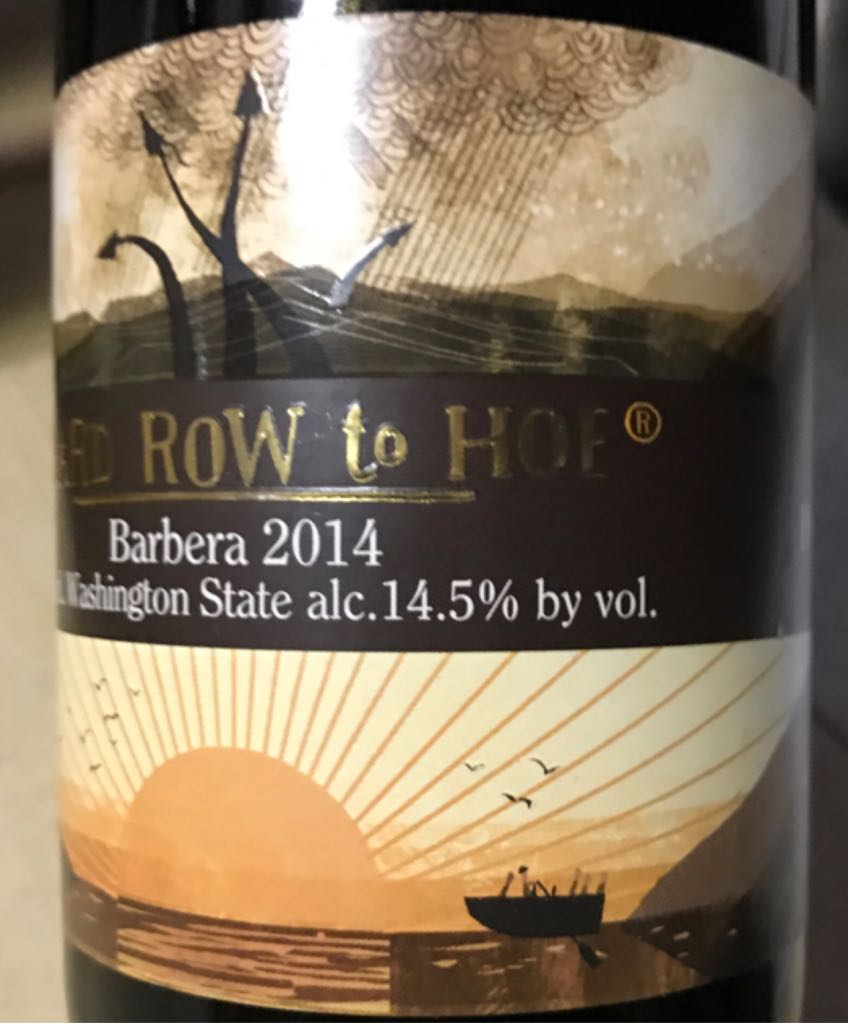 ROW to HOE®
Barbera 2014
Washington State alc.14.5% by vol.